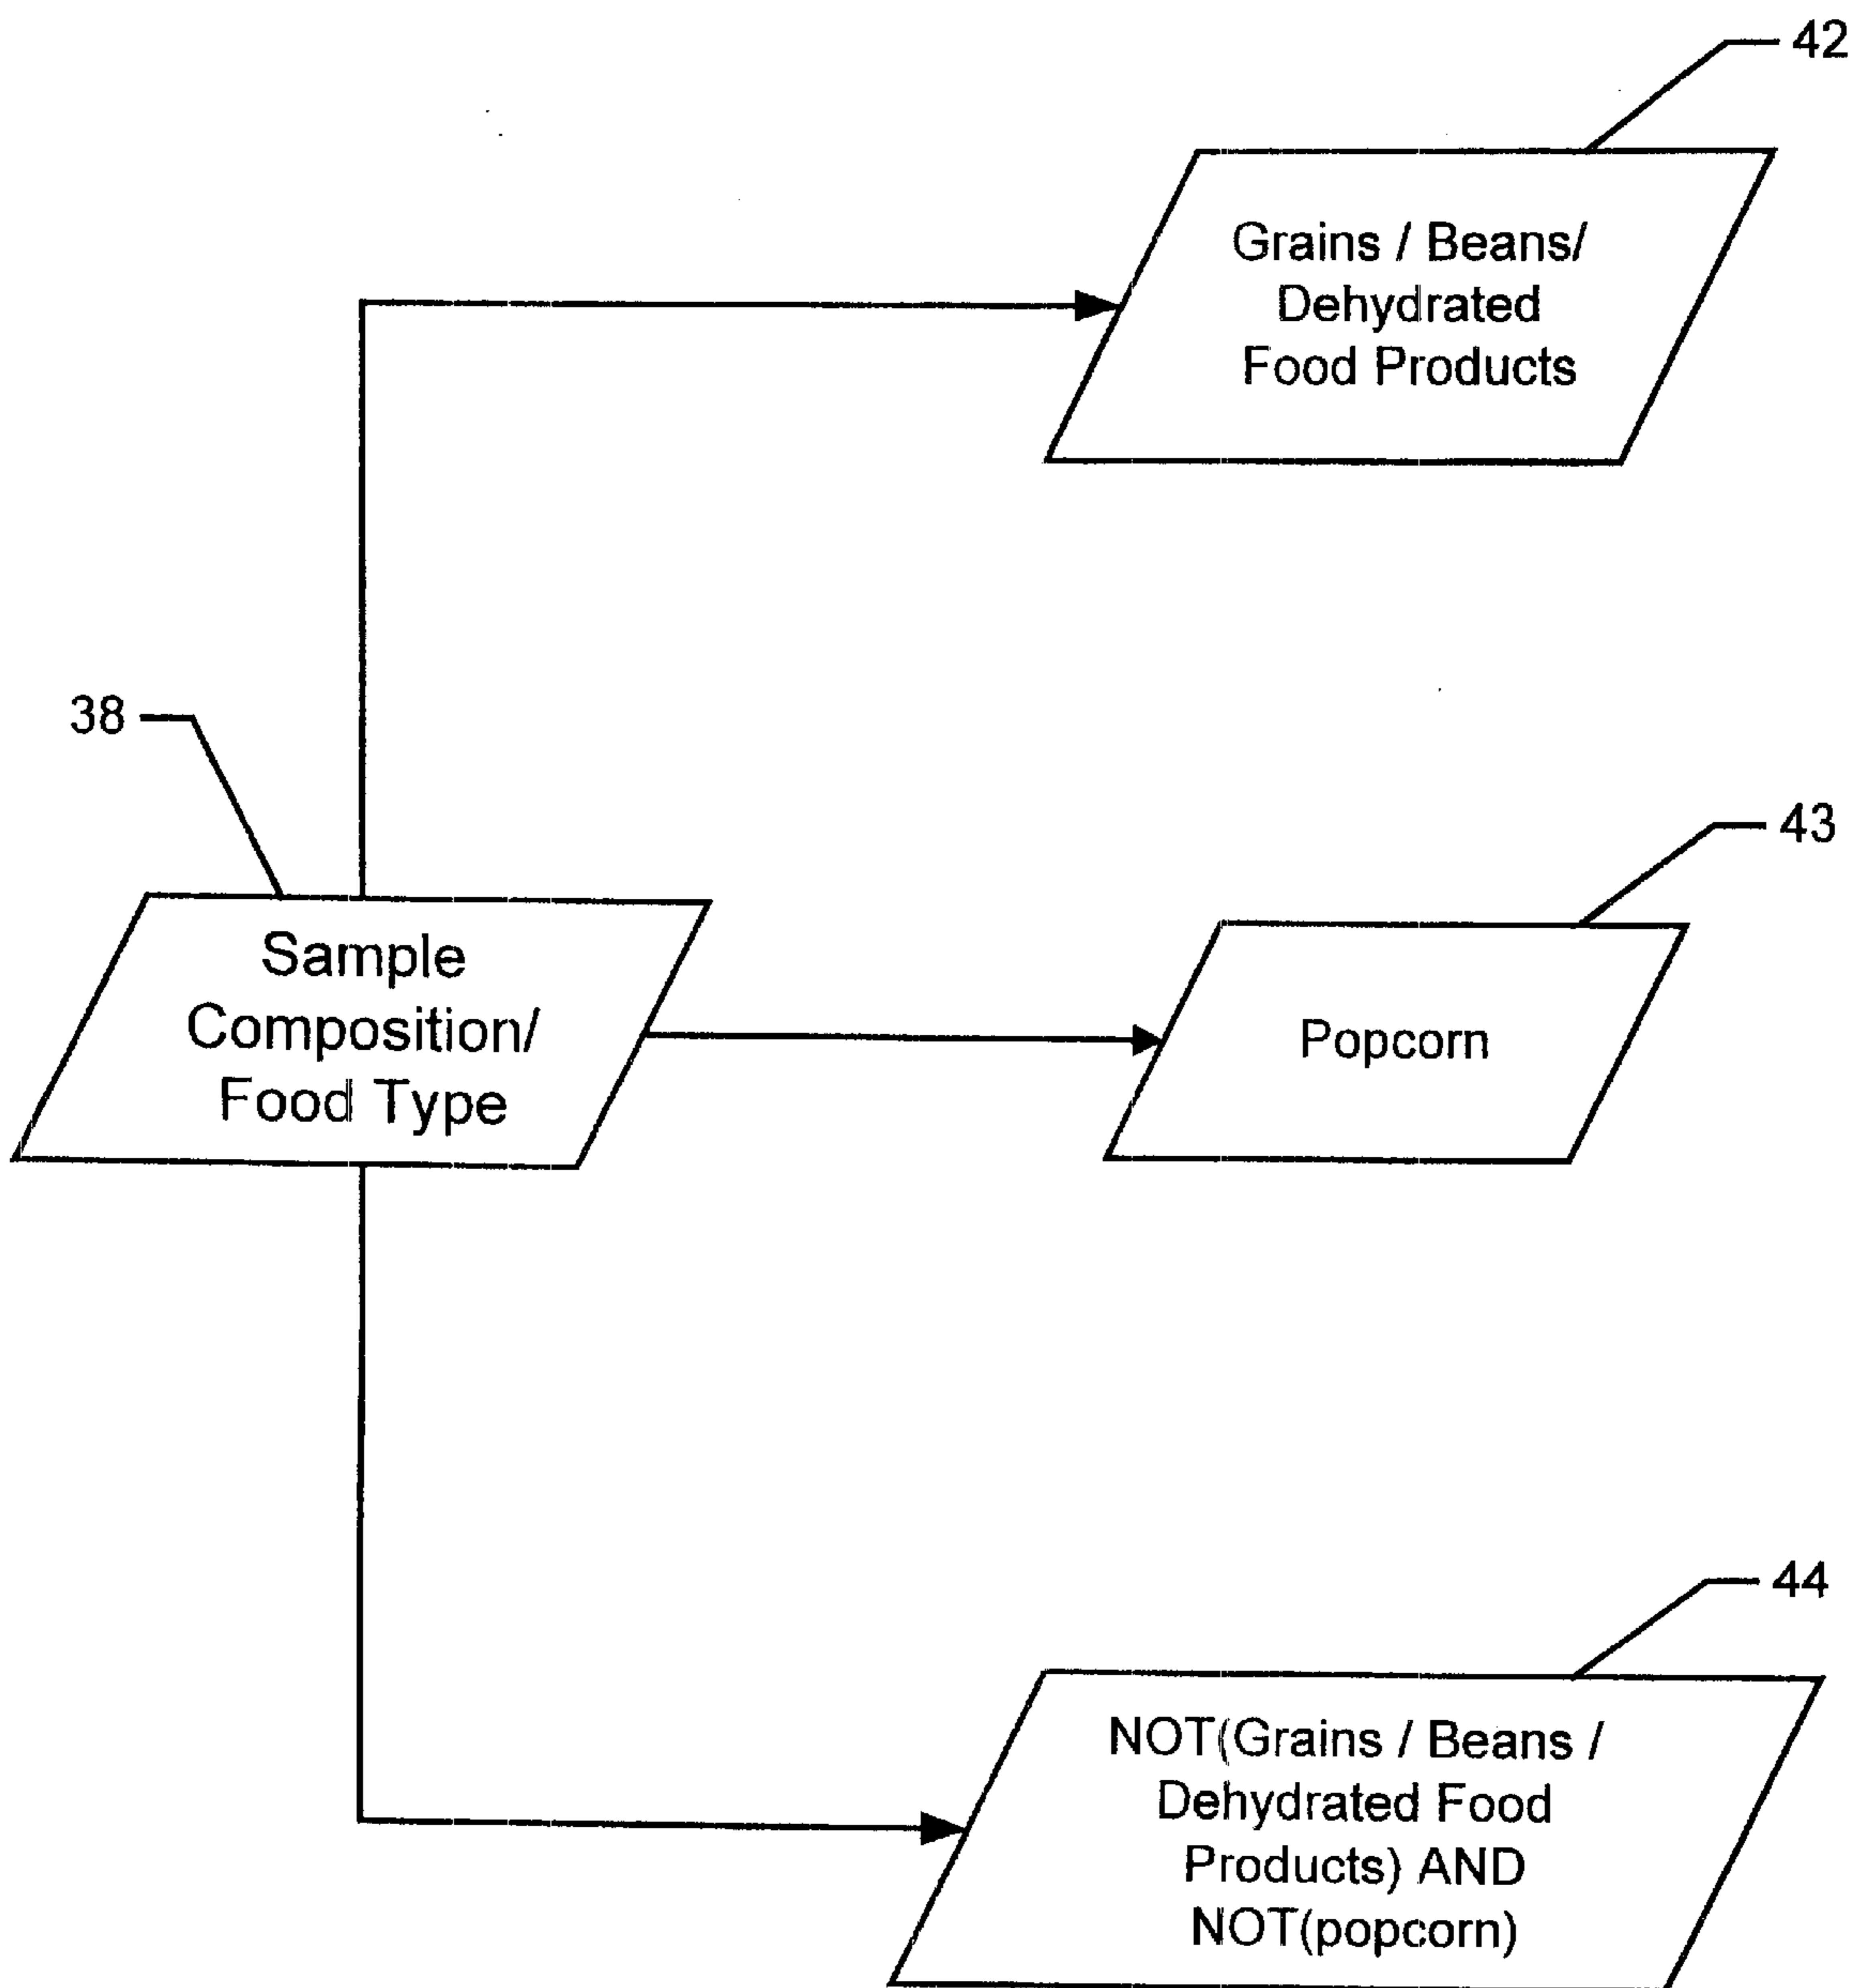 42
Grains / Beans/
Dehydrated
Food Products
38
43
Sample
Composition/
Food Type
Popcorn
44
NOT(Grains / Beans /
Dehydrated Food
Products) AND
NOT(popcorn)